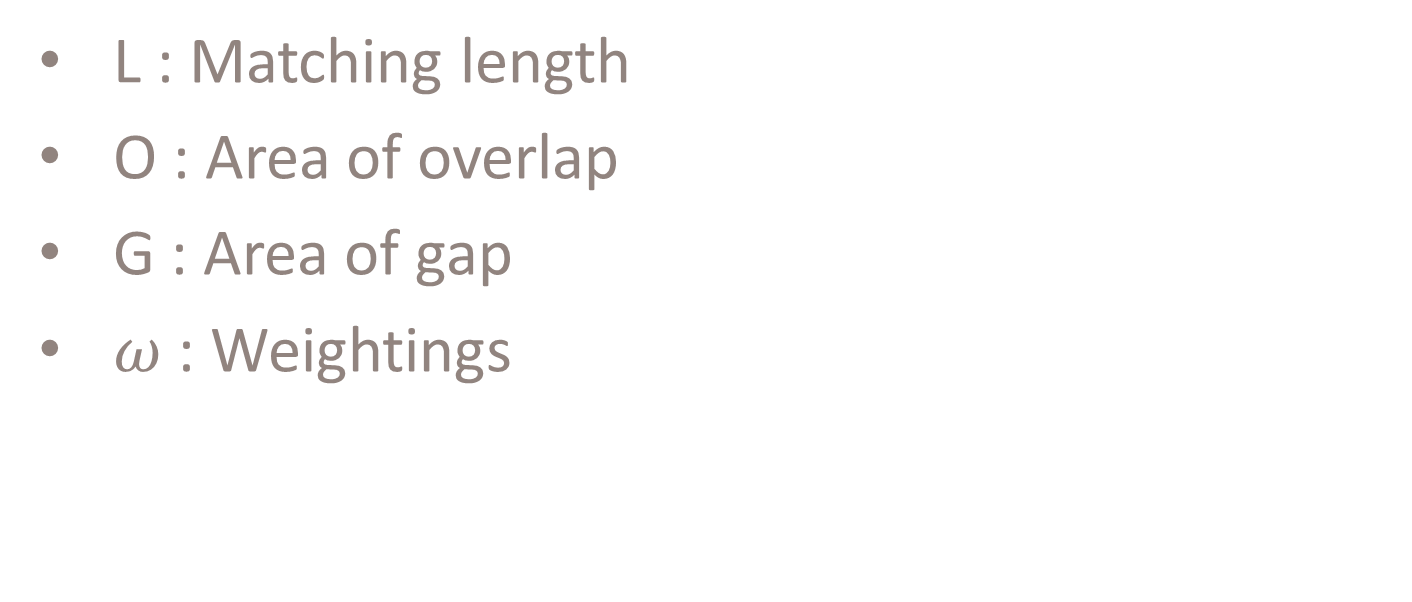 • L : Matching length
• O : Area of overlap
• G : Area of gap
• ω : Weightings